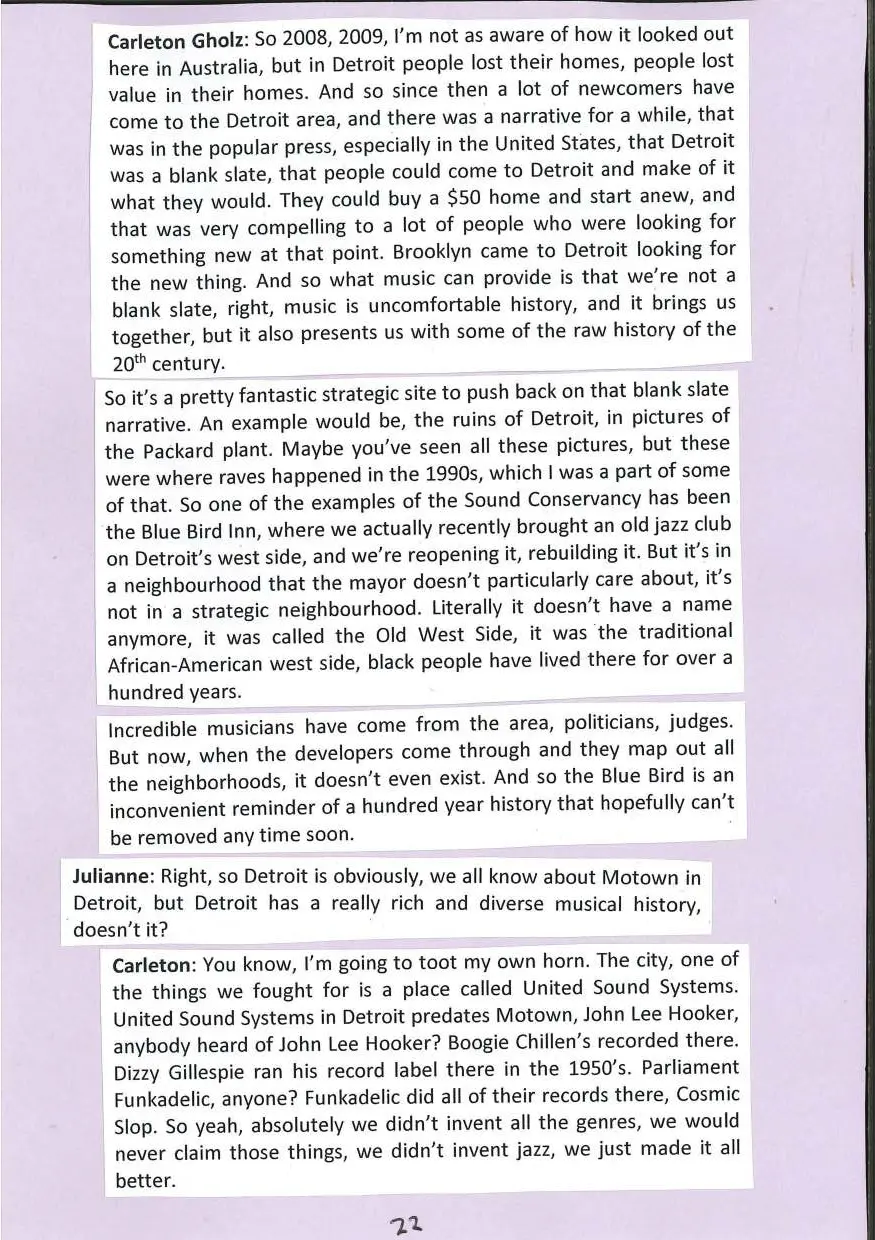 Carleton Gholz: So 2008, 2009, I'm not as aware of how it looked out
here in Australia, but in Detroit people lost their homes, people lost
value in their homes. And so since then a lot of newcomers have
come to the Detroit area, and there was a narrative for a while, that
was in the popular press, especially in the United States, that Detroit
was a blank slate, that people could come to Detroit and make of it
what they would. They could buy a $50 home and start anew, and
that was very compelling to a lot of people who were looking for
something new at that point. Brooklyn came to Detroit looking for
the new thing. And so what music can provide is that we're not a
blank slate, right, music is uncomfortable history, and it brings us
together, but it also presents us with some of the raw history of the
20th century.
So it's a pretty fantastic strategic site to push back on that blank slate
narrative. An example would be, the ruins of Detroit, in pictures of
the Packard plant. Maybe you've seen all these pictures, but these
were where raves happened in the 1990s, which I was a part of some
of that. So one of the examples of the Sound Conservancy has been
the Blue Bird Inn, where we actually recently brought an old jazz club
on Detroit's west side, and we're reopening it, rebuilding it. But it's in
a neighbourhood that the mayor doesn't particularly care about, it's
not in a strategic neighbourhood. Literally it doesn't have a name
anymore, it was called the Old West Side, it was the traditional
African-American west side, black people have lived there for over a
hundred years.
Incredible musicians have come from the area, politicians, judges.
But now, when the developers come through and they map out all
the neighborhoods, it doesn't even exist. And so the Blue Bird is an
inconvenient reminder of a hundred year history that hopefully can't
be removed any time soon.
Julianne: Right, so Detroit is obviously, we all know about Motown in
Detroit, but Detroit has a really rich and diverse musical history,
doesn't it?
Carleton: You know, I'm going to toot my own horn. The city, one of
the things we fought for is a place called United Sound Systems.
United Sound Systems in Detroit predates Motown, John Lee Hooker,
anybody heard of John Lee Hooker? Boogie Chillen's recorded there.
Dizzy Gillespie ran his record label there in the 1950's. Parliament
Funkadelic, anyone? Funkadelic did all of their records there, Cosmic
Slop. So yeah, absolutely we didn't invent all the genres, we would
never claim those things, we didn't invent jazz, we just made it all
better.
22